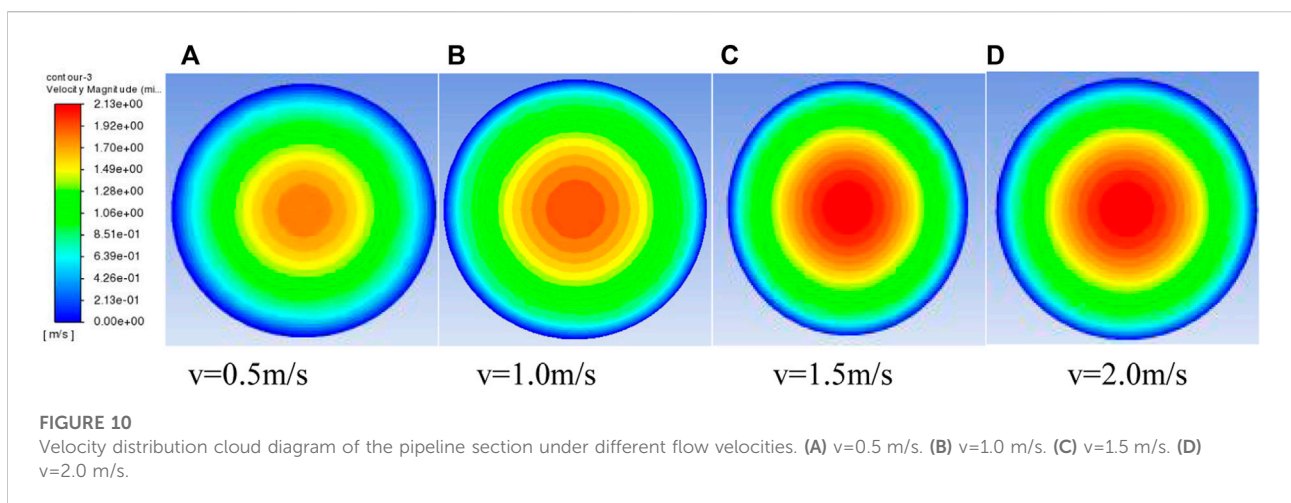 A B C D
contour-3
Velocity Magnitude (mi...
2.13e+00
1.92e+00
1.70e+00
1.49e+00
1.28e+00
1.06e+00
8.51e-01
6.39e-01
4.26e-01
2.13e-01
0.00e+00
[ m/s ]
v=0.5m/s v=1.0m/s v=1.5m/s v=2.0m/s
FIGURE 10
Velocity distribution cloud diagram of the pipeline section under different flow velocities. (A) v=0.5 m/s. (B) v=1.0 m/s. (C) v=1.5 m/s. (D)
v=2.0 m/s.